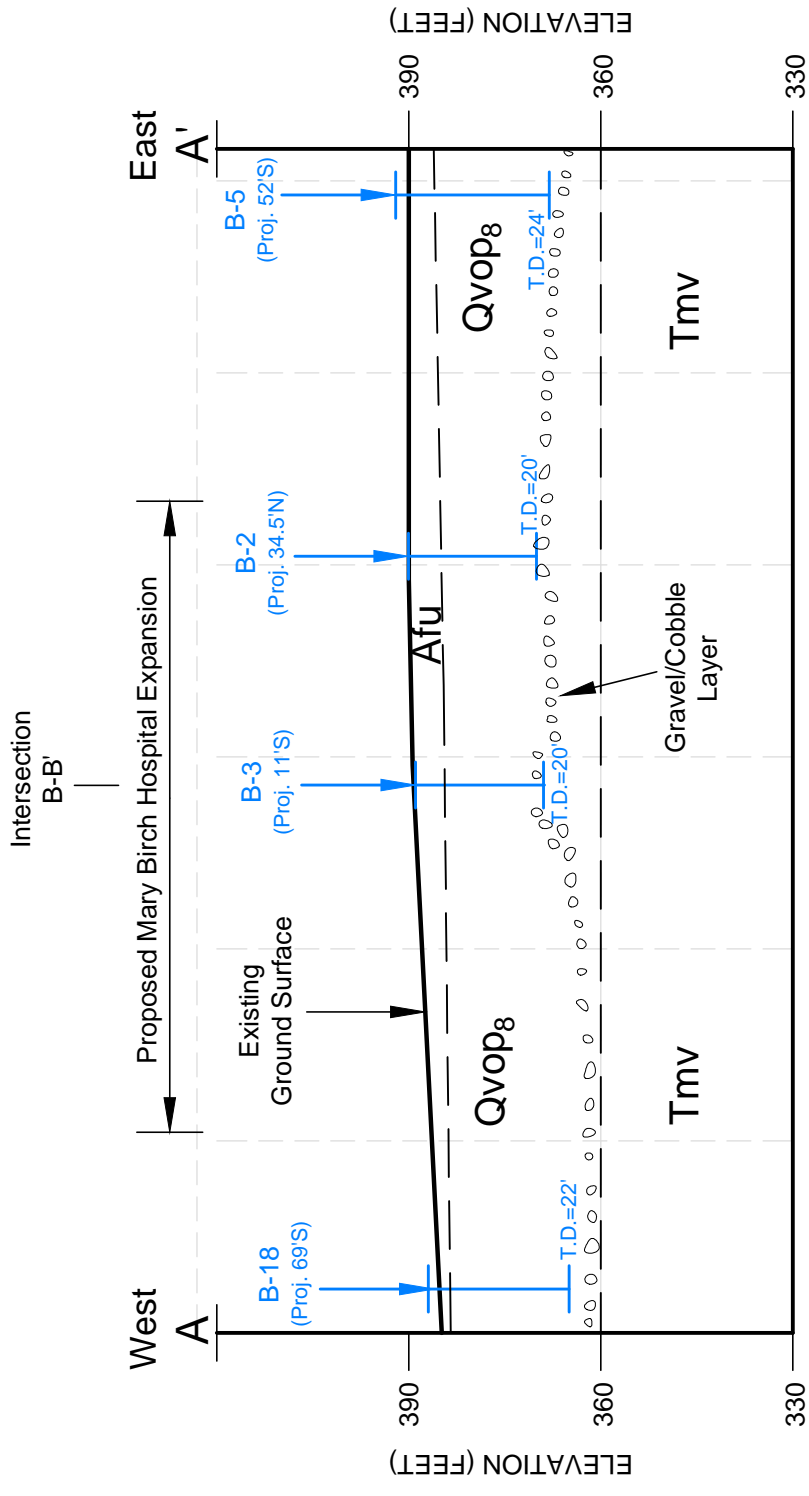 West
East
A
A'
Intersection
B-B'
Proposed Mary Birch Hospital Expansion
B-18
(Proj. 69'S)
B-3
(Proj. 11'S)
B-2
(Proj. 34.5'N)
B-5
(Proj. 52'S)
Existing
Ground Surface
Afu
Qvop₈
Qvop₈
T.D.=22'
T.D.=20'
T.D.=20'
T.D.=24'
Gravel/Cobble
Layer
Tmv
Tmv
390
360
330
ELEVATION (FEET)
390
360
330
ELEVATION (FEET)